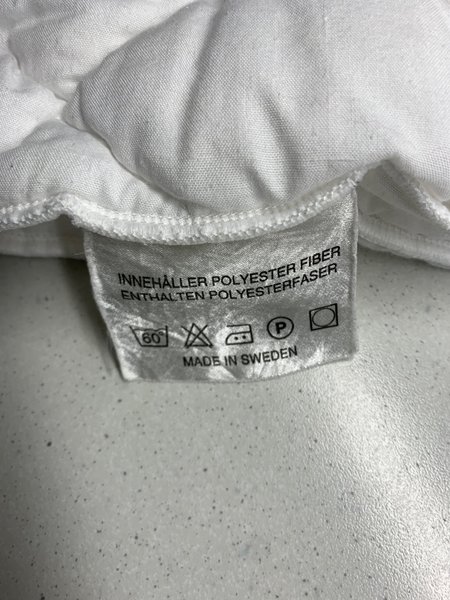 INNEHÅLLER POLYESTER FIBER
ENTHALTEN POLYESTERFASER
60° P
MADE IN SWEDEN